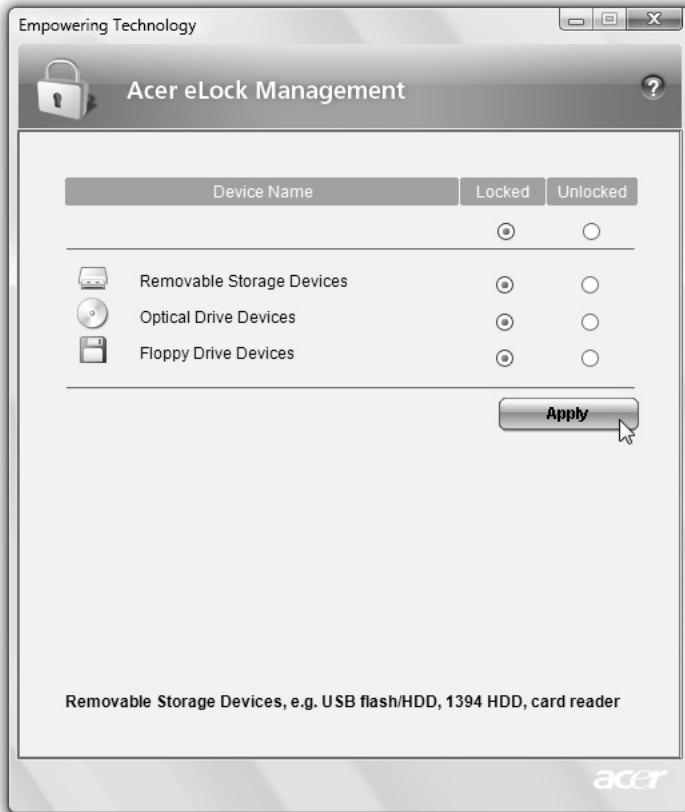 Empowering Technology
Acer eLock Management
?
Device Name Locked Unlocked
Removable Storage Devices
Optical Drive Devices
Floppy Drive Devices
Apply
Removable Storage Devices, e.g. USB flash/HDD, 1394 HDD, card reader
acer